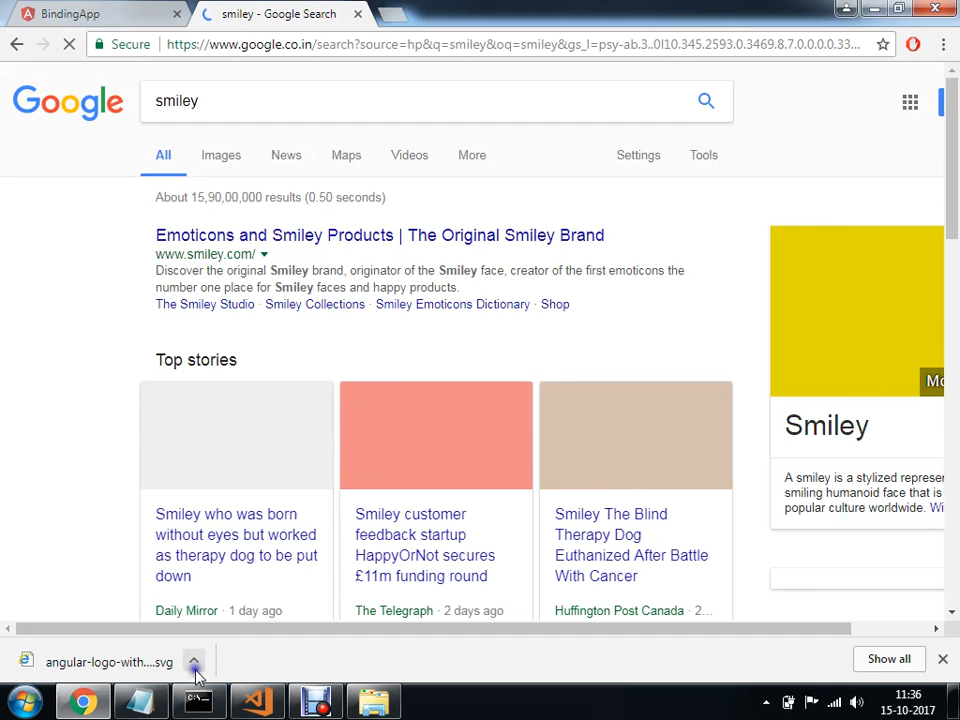 BindingApp
smiley - Google Search
Secure
https://www.google.co.in/search?source=hp&q=smiley&oq=smiley&gs_l=psy-ab.3..0l10.345.2593.0.3469.8.7.0.0.0.0.33...
Google
smiley
All
Images
News
Maps
Videos
More
Settings
Tools
About 15,90,00,000 results (0.50 seconds)
Emoticons and Smiley Products | The Original Smiley Brand
www.smiley.com/
Discover the original Smiley brand, originator of the Smiley face, creator of the first emoticons the
number one place for Smiley faces and happy products.
The Smiley Studio · Smiley Collections · Smiley Emoticons Dictionary · Shop
Top stories
Smiley who was born
without eyes but worked
as therapy dog to be put
down
Daily Mirror · 1 day ago
Smiley customer
feedback startup
HappyOrNot secures
£11m funding round
The Telegraph · 2 days ago
Smiley The Blind
Therapy Dog
Euthanized After Battle
With Cancer
Huffington Post Canada · 2...
Mo
Smiley
A smiley is a stylized represe
smiling humanoid face that is
popular culture worldwide. Wi
angular-logo-with....svg
Show all
11:36
15-10-2017